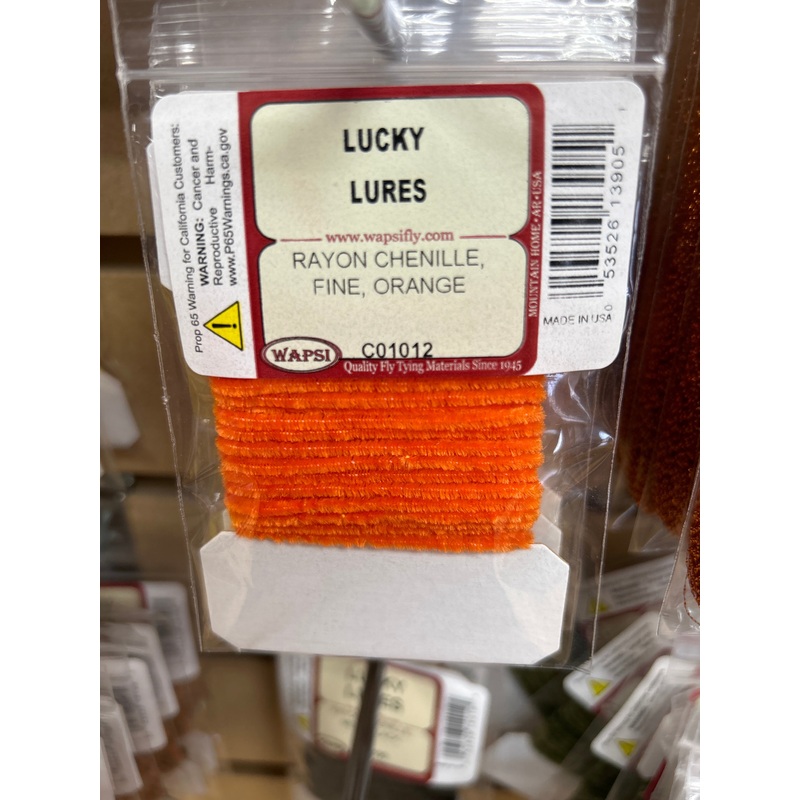 Prop 65 Warning for California Customers:
WARNING: Cancer and
Reproductive Harm-
www.P65Warnings.ca.gov
LUCKY
LURES
www.wapsifly.com
RAYON CHENILLE,
FINE, ORANGE
WAPSI
C01012
Quality Fly Tying Materials Since 1945
MOUNTAIN HOME • AR • USA
0 53526 13905 1
MADE IN USA
LURES